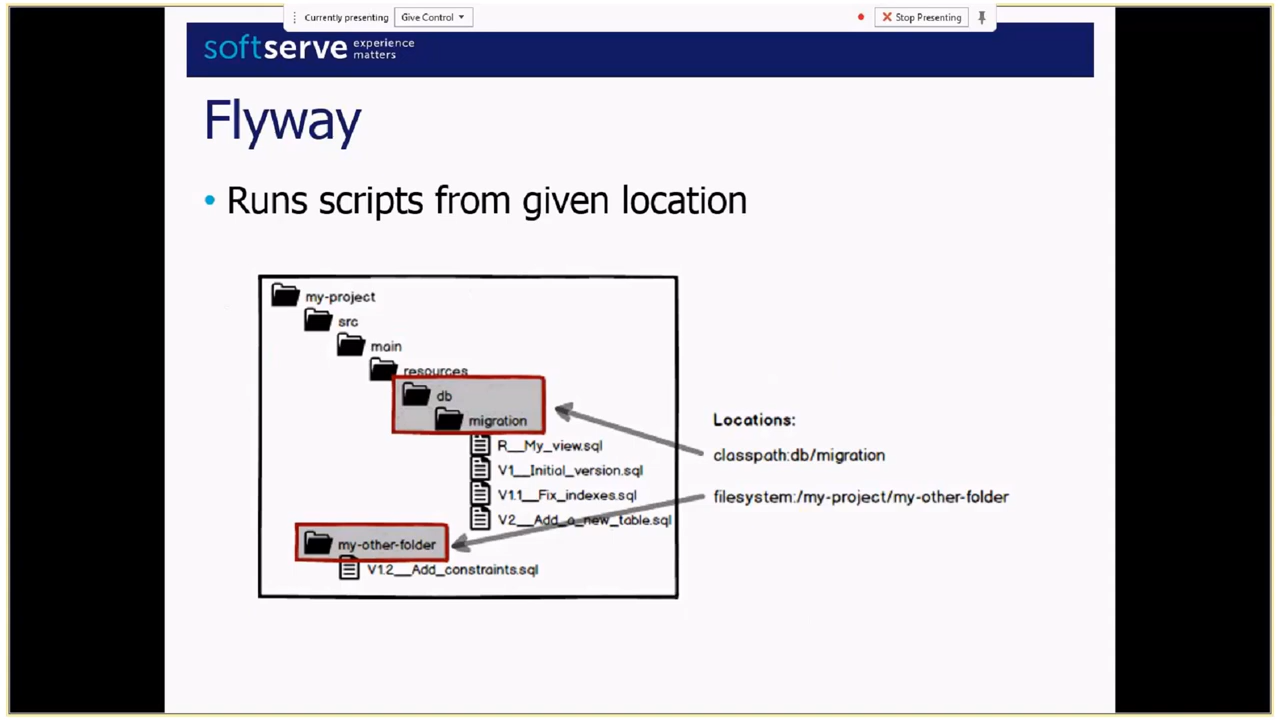 Currently presenting Give Control Stop Presenting
softserve experience matters
Flyway
• Runs scripts from given location
my-project
src
main
resources
db
migration
R__My_view.sql
V1__Initial_version.sql
V1.1__Fix_indexes.sql
V2__Add_a_new_table.sql
my-other-folder
V1.2__Add_constraints.sql
Locations:
classpath:db/migration
filesystem:/my-project/my-other-folder